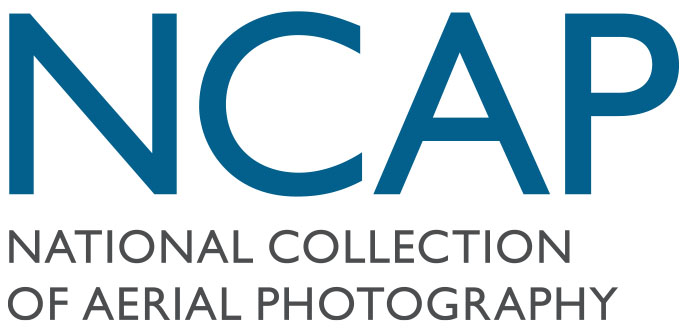 NCAP
NATIONAL COLLECTION
OF AERIAL PHOTOGRAPHY